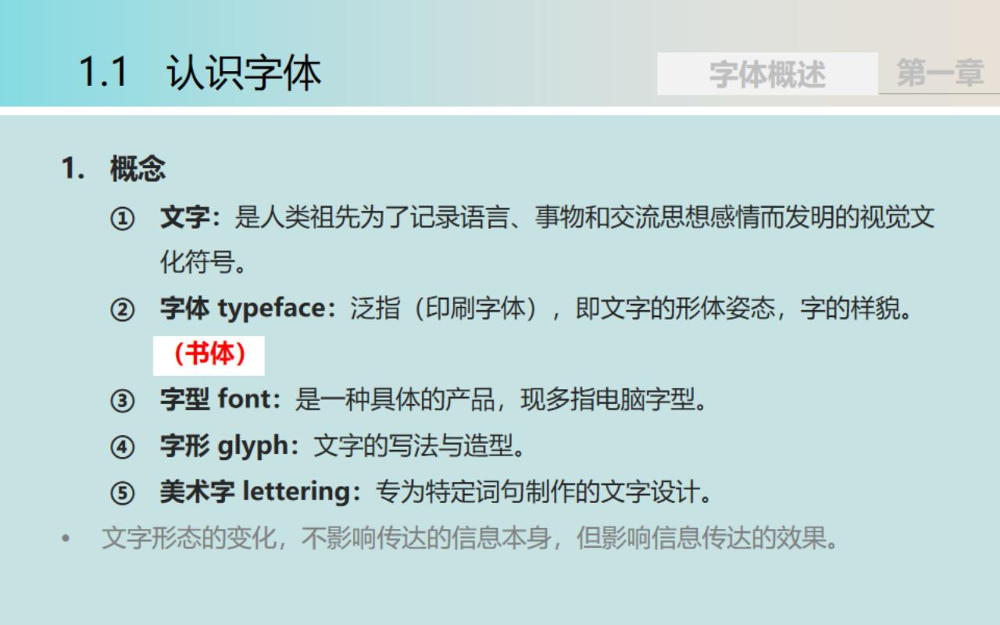 1.1 认识字体
字体概述
第一章
1. 概念
① 文字：是人类祖先为了记录语言、事物和交流思想感情而发明的视觉文
化符号。
② 字体 typeface：泛指（印刷字体），即文字的形体姿态，字的样貌。
（书体）
③ 字型 font：是一种具体的产品，现多指电脑字型。
④ 字形 glyph：文字的写法与造型。
⑤ 美术字 lettering：专为特定词句制作的文字设计。
• 文字形态的变化，不影响传达的信息本身，但影响信息传达的效果。